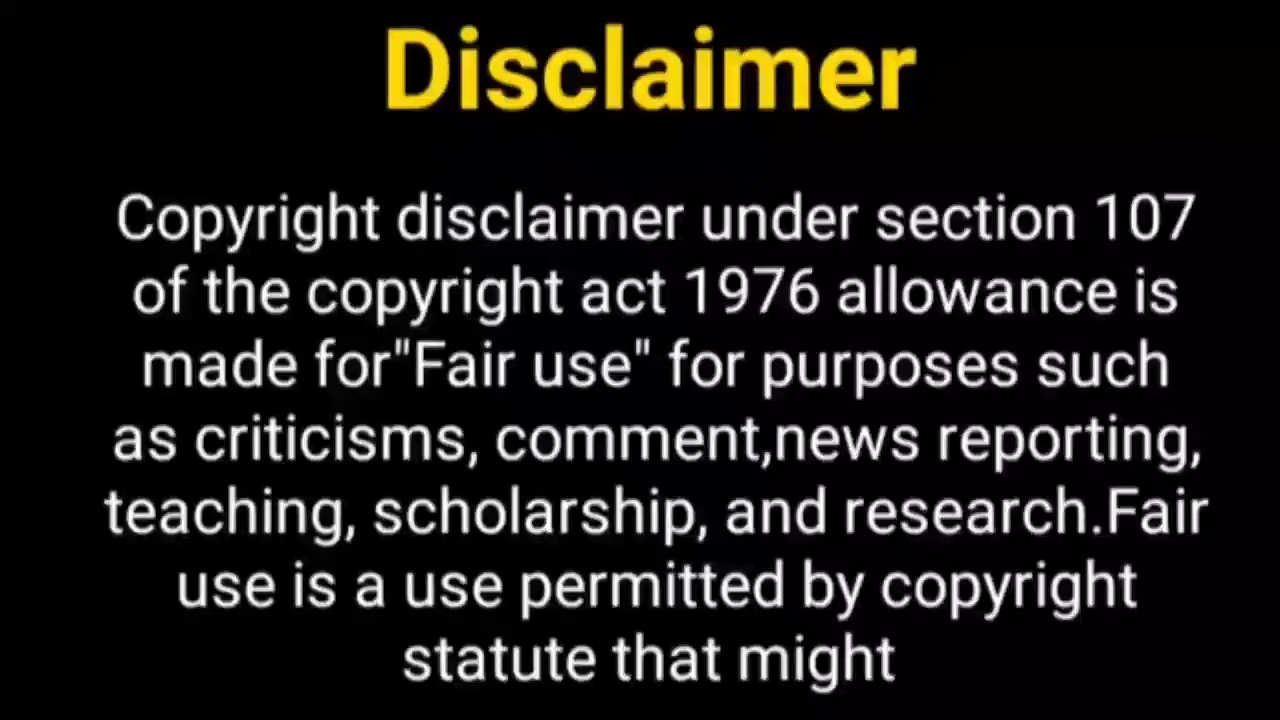 Disclaimer
Copyright disclaimer under section 107
of the copyright act 1976 allowance is
made for"Fair use" for purposes such
as criticisms, comment,news reporting,
teaching, scholarship, and research.Fair
use is a use permitted by copyright
statute that might